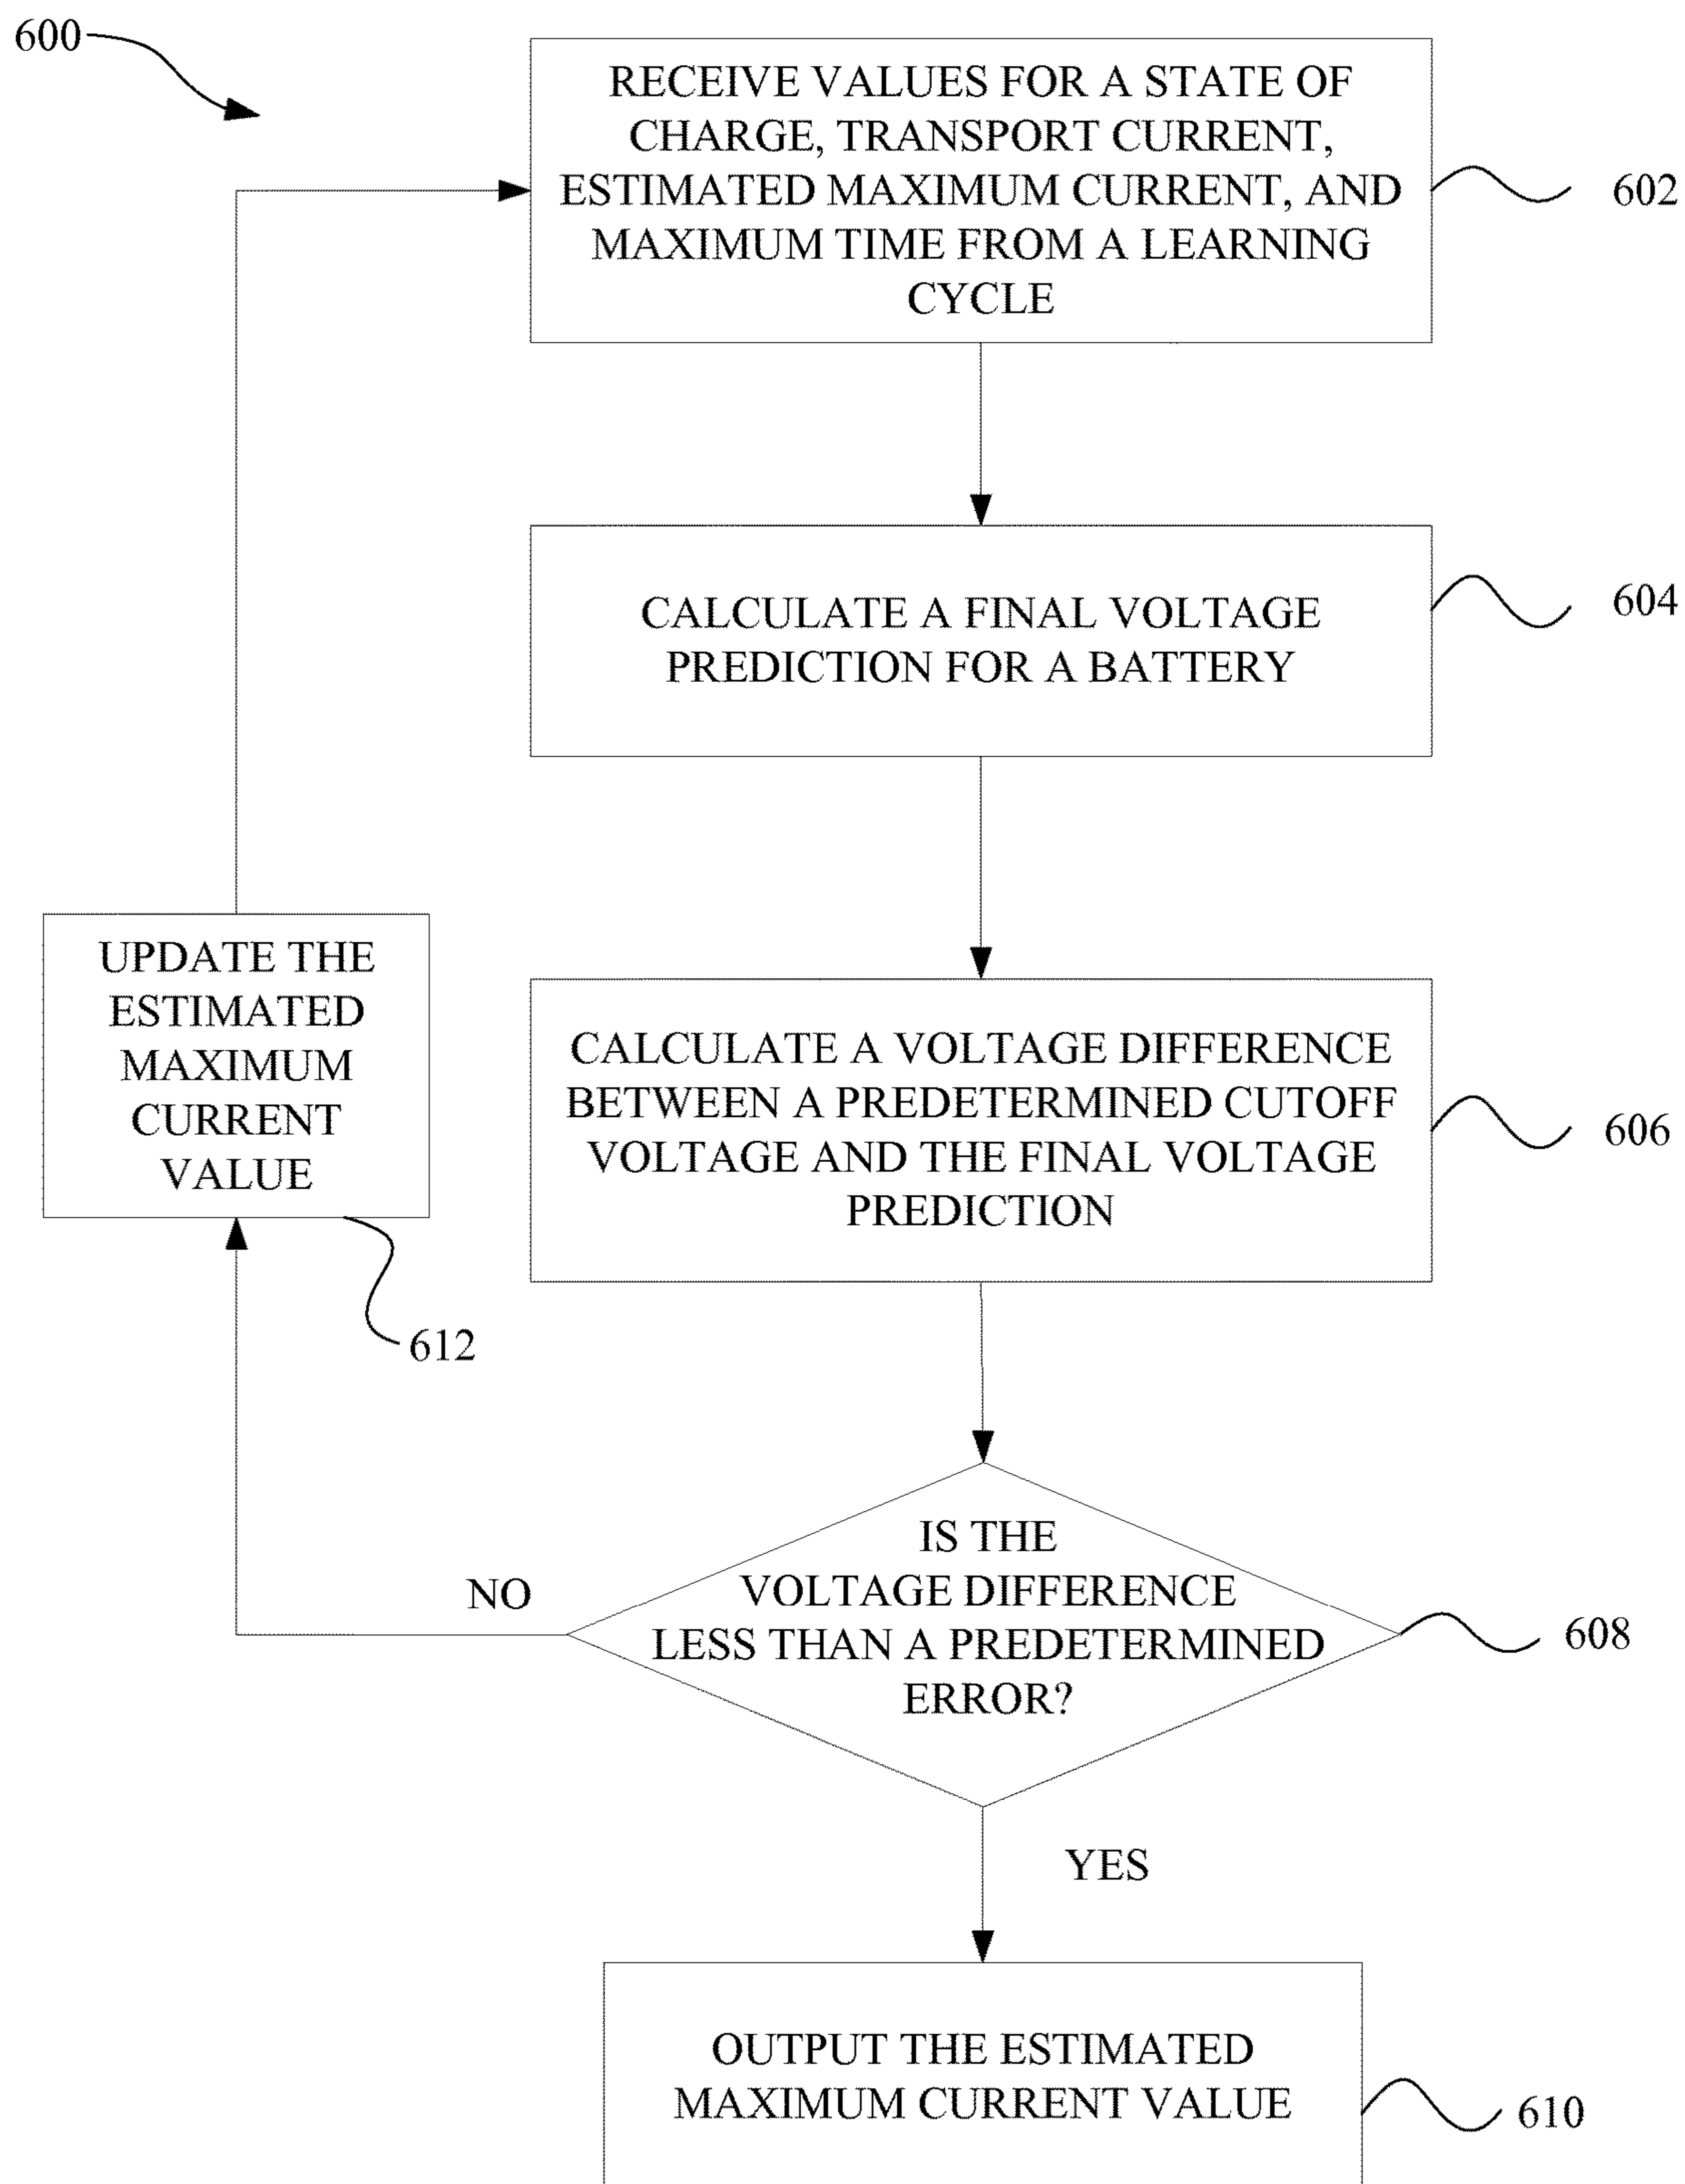 600
RECEIVE VALUES FOR A STATE OF
CHARGE, TRANSPORT CURRENT,
ESTIMATED MAXIMUM CURRENT, AND
MAXIMUM TIME FROM A LEARNING
CYCLE
602
CALCULATE A FINAL VOLTAGE
PREDICTION FOR A BATTERY
604
UPDATE THE
ESTIMATED
MAXIMUM
CURRENT
VALUE
612
CALCULATE A VOLTAGE DIFFERENCE
BETWEEN A PREDETERMINED CUTOFF
VOLTAGE AND THE FINAL VOLTAGE
PREDICTION
606
IS THE
VOLTAGE DIFFERENCE
LESS THAN A PREDETERMINED
ERROR?
608
NO
YES
OUTPUT THE ESTIMATED
MAXIMUM CURRENT VALUE
610